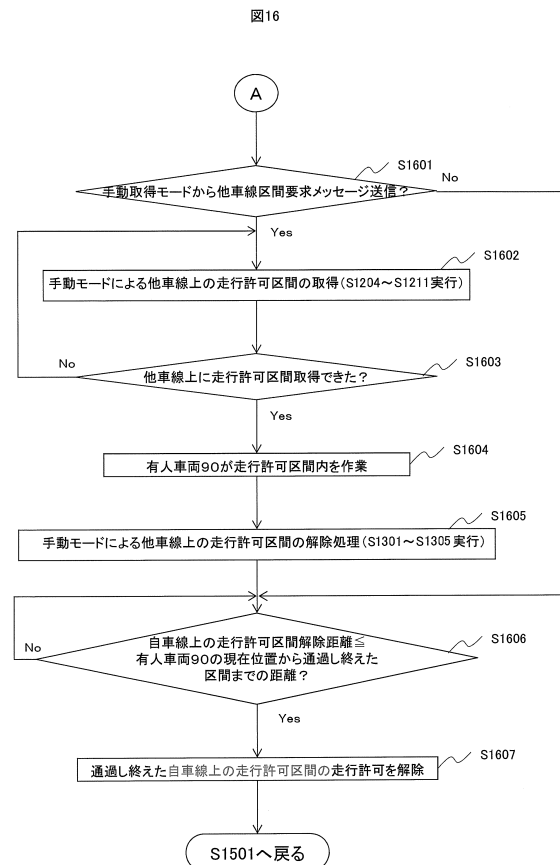 図16
A
S1601
手動取得モードから他車線区間要求メッセージ送信？
No
Yes
S1602
手動モードによる他車線上の走行許可区間の取得(S1204～S1211実行)
No
S1603
他車線上に走行許可区間取得できた？
Yes
S1604
有人車両90が走行許可区間内を作業
S1605
手動モードによる他車線上の走行許可区間の解除処理(S1301～S1305実行)
No
S1606
自車線上の走行許可区間解除距離≦
有人車両90の現在位置から通過し終えた
区間までの距離？
Yes
S1607
通過し終えた自車線上の走行許可区間の走行許可を解除
S1501へ戻る